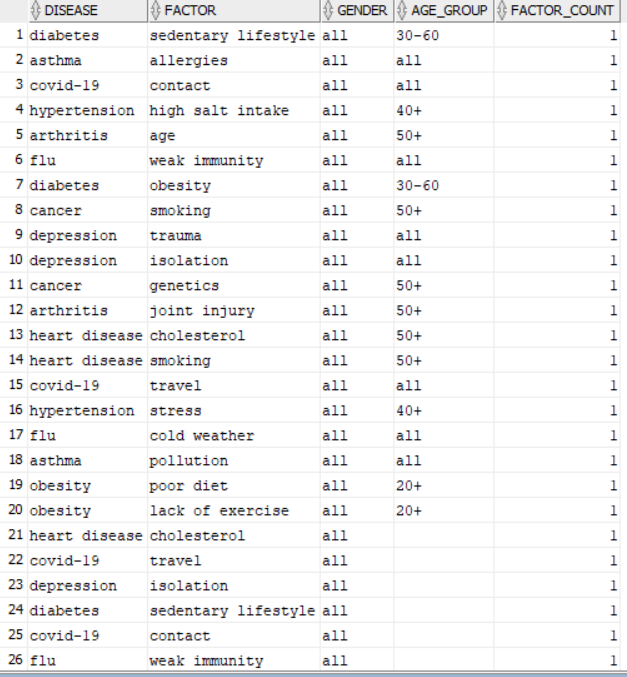 DISEASE FACTOR GENDER AGE_GROUP FACTOR_COUNT
1 diabetes sedentary lifestyle all 30-60 1
2 asthma allergies all all 1
3 covid-19 contact all all 1
4 hypertension high salt intake all 40+ 1
5 arthritis age all 50+ 1
6 flu weak immunity all all 1
7 diabetes obesity all 30-60 1
8 cancer smoking all 50+ 1
9 depression trauma all all 1
10 depression isolation all all 1
11 cancer genetics all 50+ 1
12 arthritis joint injury all 50+ 1
13 heart disease cholesterol all 50+ 1
14 heart disease smoking all 50+ 1
15 covid-19 travel all all 1
16 hypertension stress all 40+ 1
17 flu cold weather all all 1
18 asthma pollution all all 1
19 obesity poor diet all 20+ 1
20 obesity lack of exercise all 20+ 1
21 heart disease cholesterol all 1
22 covid-19 travel all 1
23 depression isolation all 1
24 diabetes sedentary lifestyle all 1
25 covid-19 contact all 1
26 flu weak immunity all 1